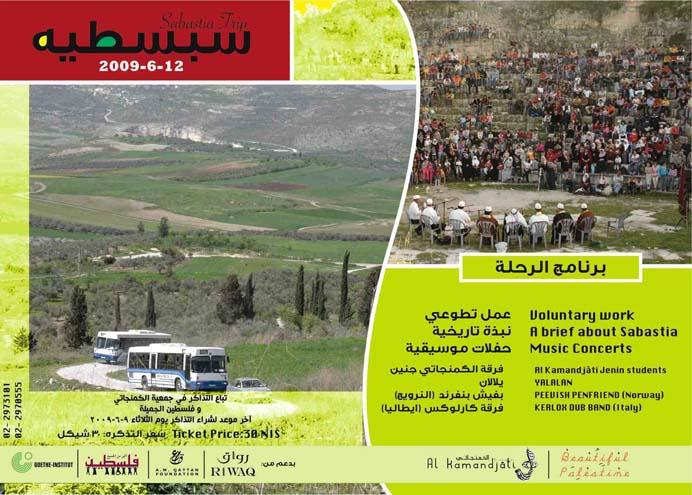 Sabastia Trip
سبسطيه
2009-6-12
برنامج الرحلة
عمل تطوعي Voluntary work
نبذة تاريخية A brief about Sabastia
حفلات موسيقية Music Concerts
فرقة الكمنجاتي جنين Al Kamandjâti Jenin students
يلالان YALALAN
بفيش بنفرند (النرويج) PEEVISH PENFRIEND (Norway)
فرقة كارلوكس (ايطاليا) KERLOX DUB BAND (Italy)
تباع التذاكر في جمعية الكمنجاتي
و فلسطين الجميلة
آخر موعد لشراء التذاكر يوم الثلاثاء ٩-٦-٢٠٠٩
سعر التذكره: ٣٠ شيكل Ticket Price:30 NIS
02- 2973101
02- 2970555
GOETHE-INSTITUT
فلسطين
A.M. QATTAN
FOUNDATION
رواق
RIWAQ
بدعم من:
الكمنجاتي
Al Kamandjâti
Beautiful
Palestine